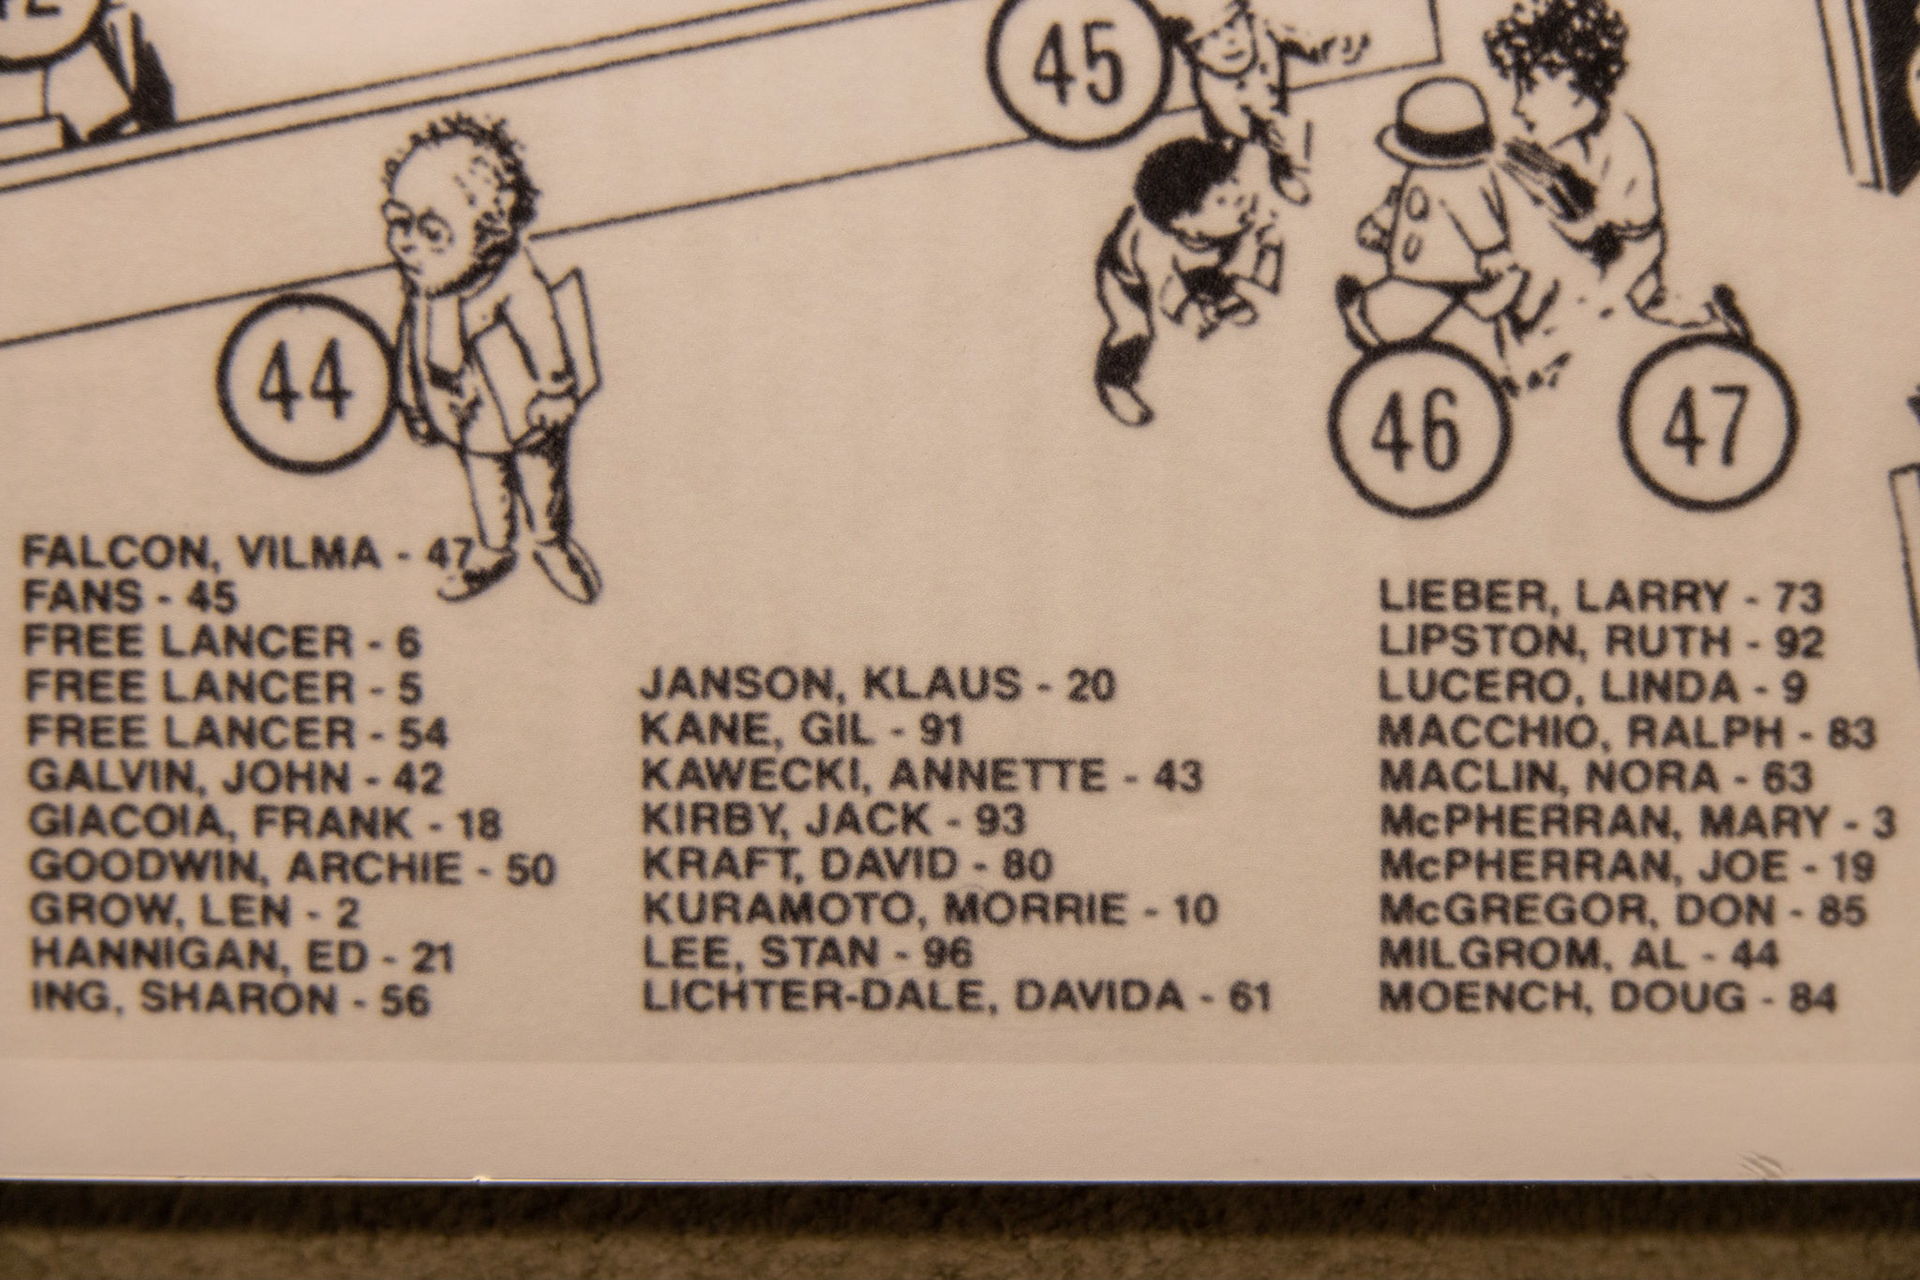 45
44
46
47
FALCON, VILMA - 47
FANS - 45
FREE LANCER - 6
FREE LANCER - 5
FREE LANCER - 54
GALVIN, JOHN - 42
GIACOIA, FRANK - 18
GOODWIN, ARCHIE - 50
GROW, LEN - 2
HANNIGAN, ED - 21
ING, SHARON - 56
JANSON, KLAUS - 20
KANE, GIL - 91
KAWECKI, ANNETTE - 43
KIRBY, JACK - 93
KRAFT, DAVID - 80
KURAMOTO, MORRIE - 10
LEE, STAN - 96
LICHTER-DALE, DAVIDA - 61
LIEBER, LARRY - 73
LIPSTON, RUTH - 92
LUCERO, LINDA - 9
MACCHIO, RALPH - 83
MACLIN, NORA - 63
McPHERRAN, MARY - 3
McPHERRAN, JOE - 19
McGREGOR, DON - 85
MILGROM, AL - 44
MOENCH, DOUG - 84